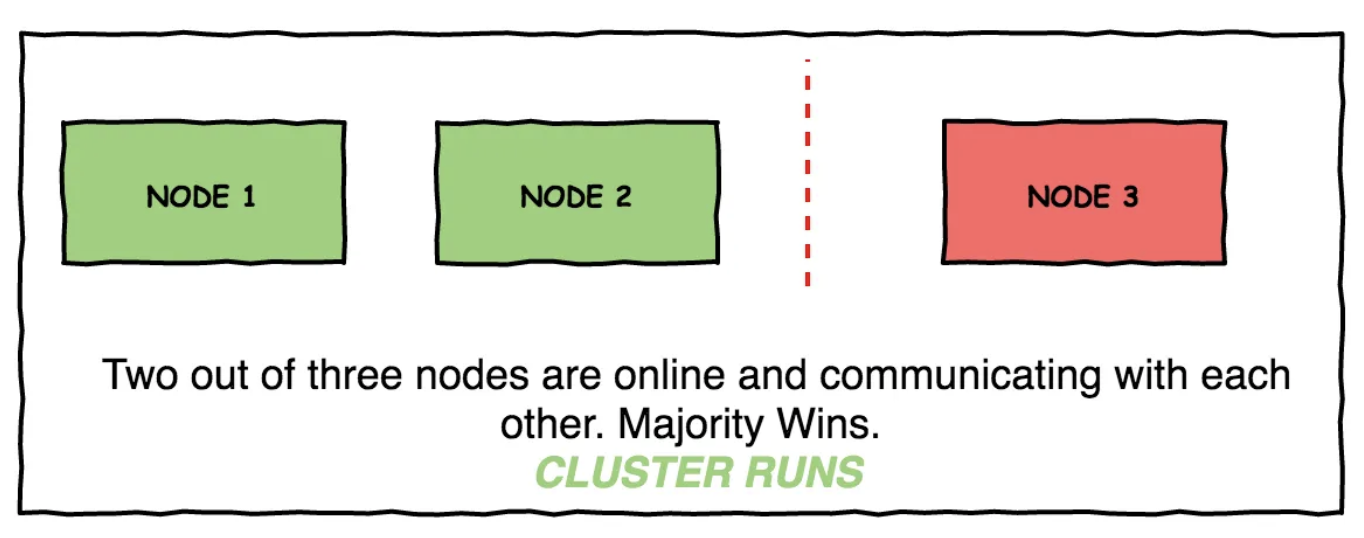 NODE 1
NODE 2
NODE 3
Two out of three nodes are online and communicating with each
other. Majority Wins.
CLUSTER RUNS